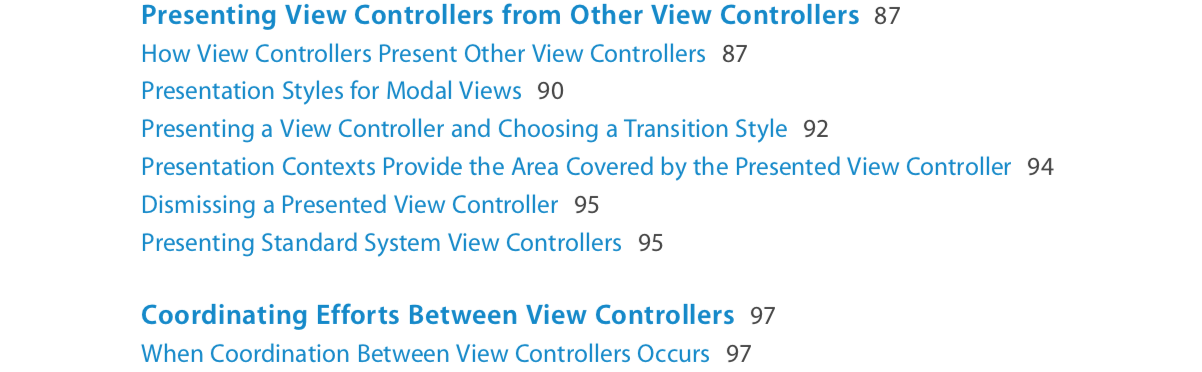 Presenting View Controllers from Other View Controllers 87
How View Controllers Present Other View Controllers 87
Presentation Styles for Modal Views 90
Presenting a View Controller and Choosing a Transition Style 92
Presentation Contexts Provide the Area Covered by the Presented View Controller 94
Dismissing a Presented View Controller 95
Presenting Standard System View Controllers 95
Coordinating Efforts Between View Controllers 97
When Coordination Between View Controllers Occurs 97